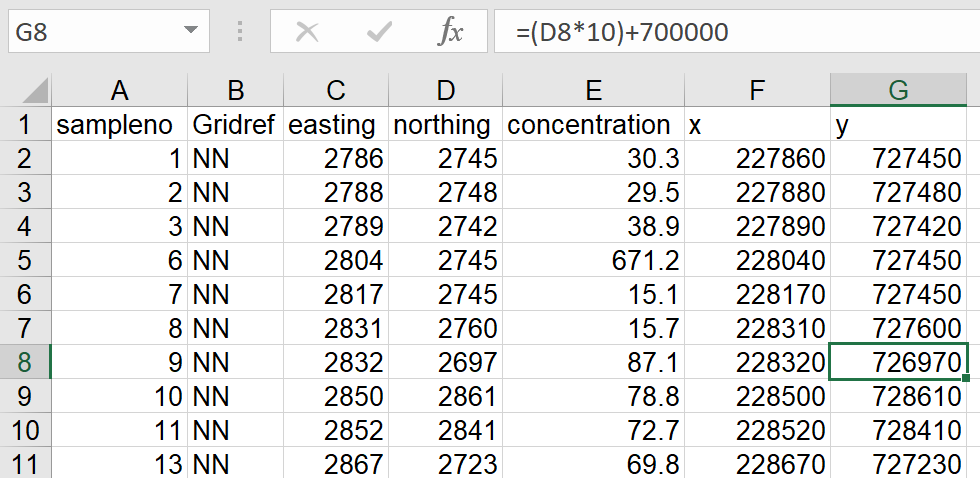 G8 fx =(D8*10)+700000
A B C D E F G
1 sampleno Gridref easting northing concentration x y
2 1 NN 2786 2745 30.3 227860 727450
3 2 NN 2788 2748 29.5 227880 727480
4 3 NN 2789 2742 38.9 227890 727420
5 6 NN 2804 2745 671.2 228040 727450
6 7 NN 2817 2745 15.1 228170 727450
7 8 NN 2831 2760 15.7 228310 727600
8 9 NN 2832 2697 87.1 228320 726970
9 10 NN 2850 2861 78.8 228500 728610
10 11 NN 2852 2841 72.7 228520 728410
11 13 NN 2867 2723 69.8 228670 727230